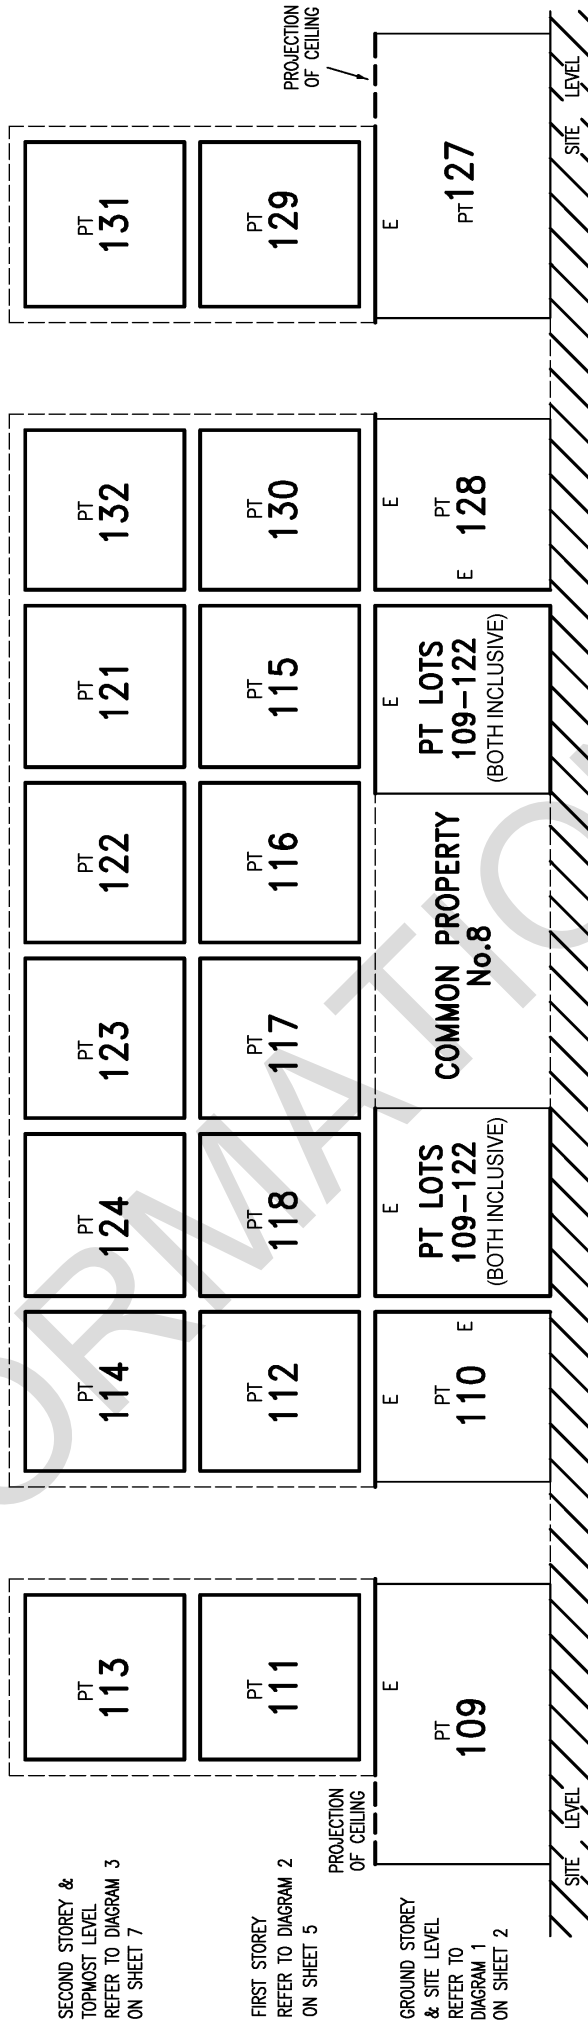 SECOND STOREY &
TOPMOST LEVEL
REFER TO DIAGRAM 3
ON SHEET 7
PT
113
PT
114
PT
124
PT
123
PT
122
PT
121
PT
132
PT
131
FIRST STOREY
REFER TO DIAGRAM 2
ON SHEET 5
PT
111
PT
112
PT
118
PT
117
PT
116
PT
115
PT
130
PT
129
PROJECTION
OF CEILING
PROJECTION
OF CEILING
GROUND STOREY
& SITE LEVEL
REFER TO
DIAGRAM 1
ON SHEET 2
E
PT
109
E
E
PT
110
E
PT LOTS
109-122
(BOTH INCLUSIVE)
COMMON PROPERTY
No.8
E
PT LOTS
109-122
(BOTH INCLUSIVE)
E
E
PT
128
E
PT 127
SITE LEVEL
SITE LEVEL